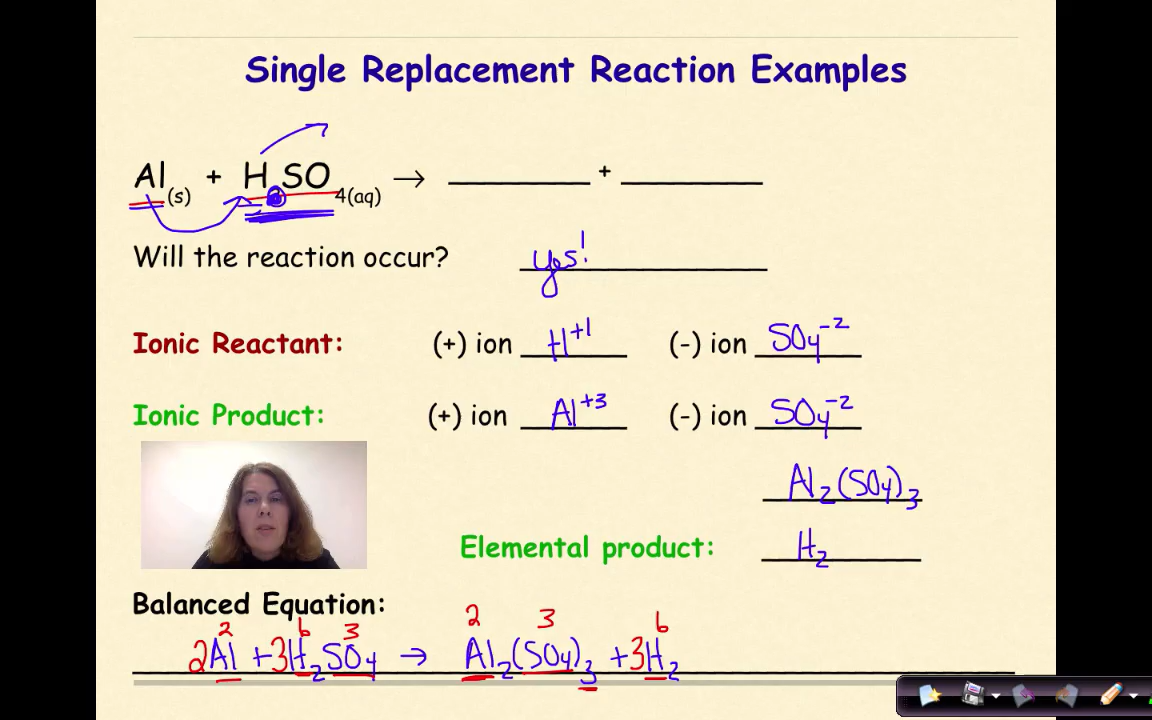 Single Replacement Reaction Examples
Al(s) + H2SO4(aq) → ________ + ________
Will the reaction occur? yes!
Ionic Reactant: (+) ion H+1 (-) ion SO4-2
Ionic Product: (+) ion Al+3 (-) ion SO4-2
Al2(SO4)3
Elemental product: H2
Balanced Equation:
2 6 3 2 3 6
2Al + 3H2SO4 → Al2(SO4)3 + 3H2